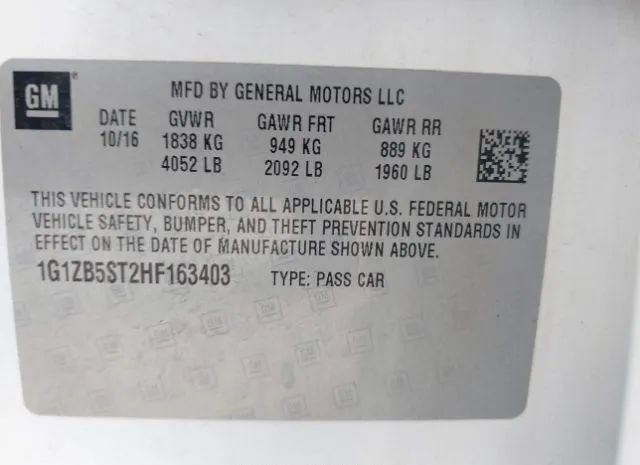 GM
MFD BY GENERAL MOTORS LLC
DATE GVWR GAWR FRT GAWR RR
10/16 1838 KG 949 KG 889 KG
4052 LB 2092 LB 1960 LB
THIS VEHICLE CONFORMS TO ALL APPLICABLE U.S. FEDERAL MOTOR
VEHICLE SAFETY, BUMPER, AND THEFT PREVENTION STANDARDS IN
EFFECT ON THE DATE OF MANUFACTURE SHOWN ABOVE.
1G1ZB5ST2HF163403 TYPE: PASS CAR